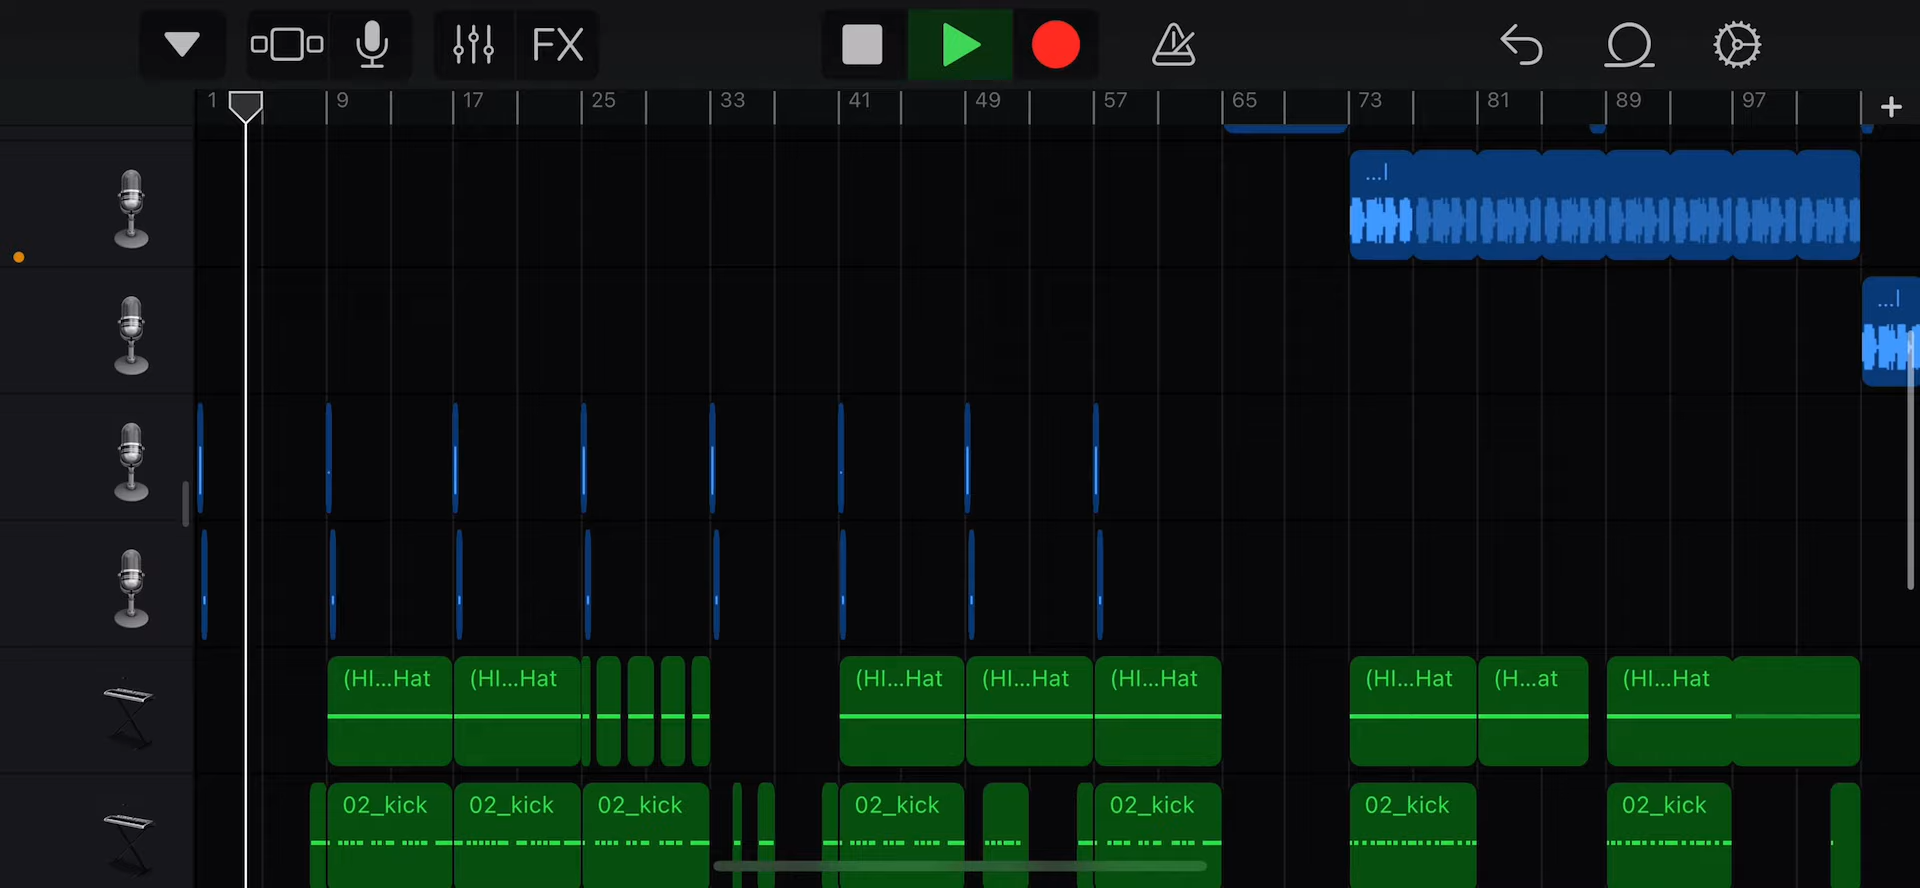 FX
1 9 17 25 33 41 49 57 65 73 81 89 97 +
...l
...l
(HI...Hat (HI...Hat (HI...Hat (HI...Hat (HI...Hat (HI...Hat (H...at (HI...Hat
02_kick 02_kick 02_kick 02_kick 02_kick 02_kick 02_kick